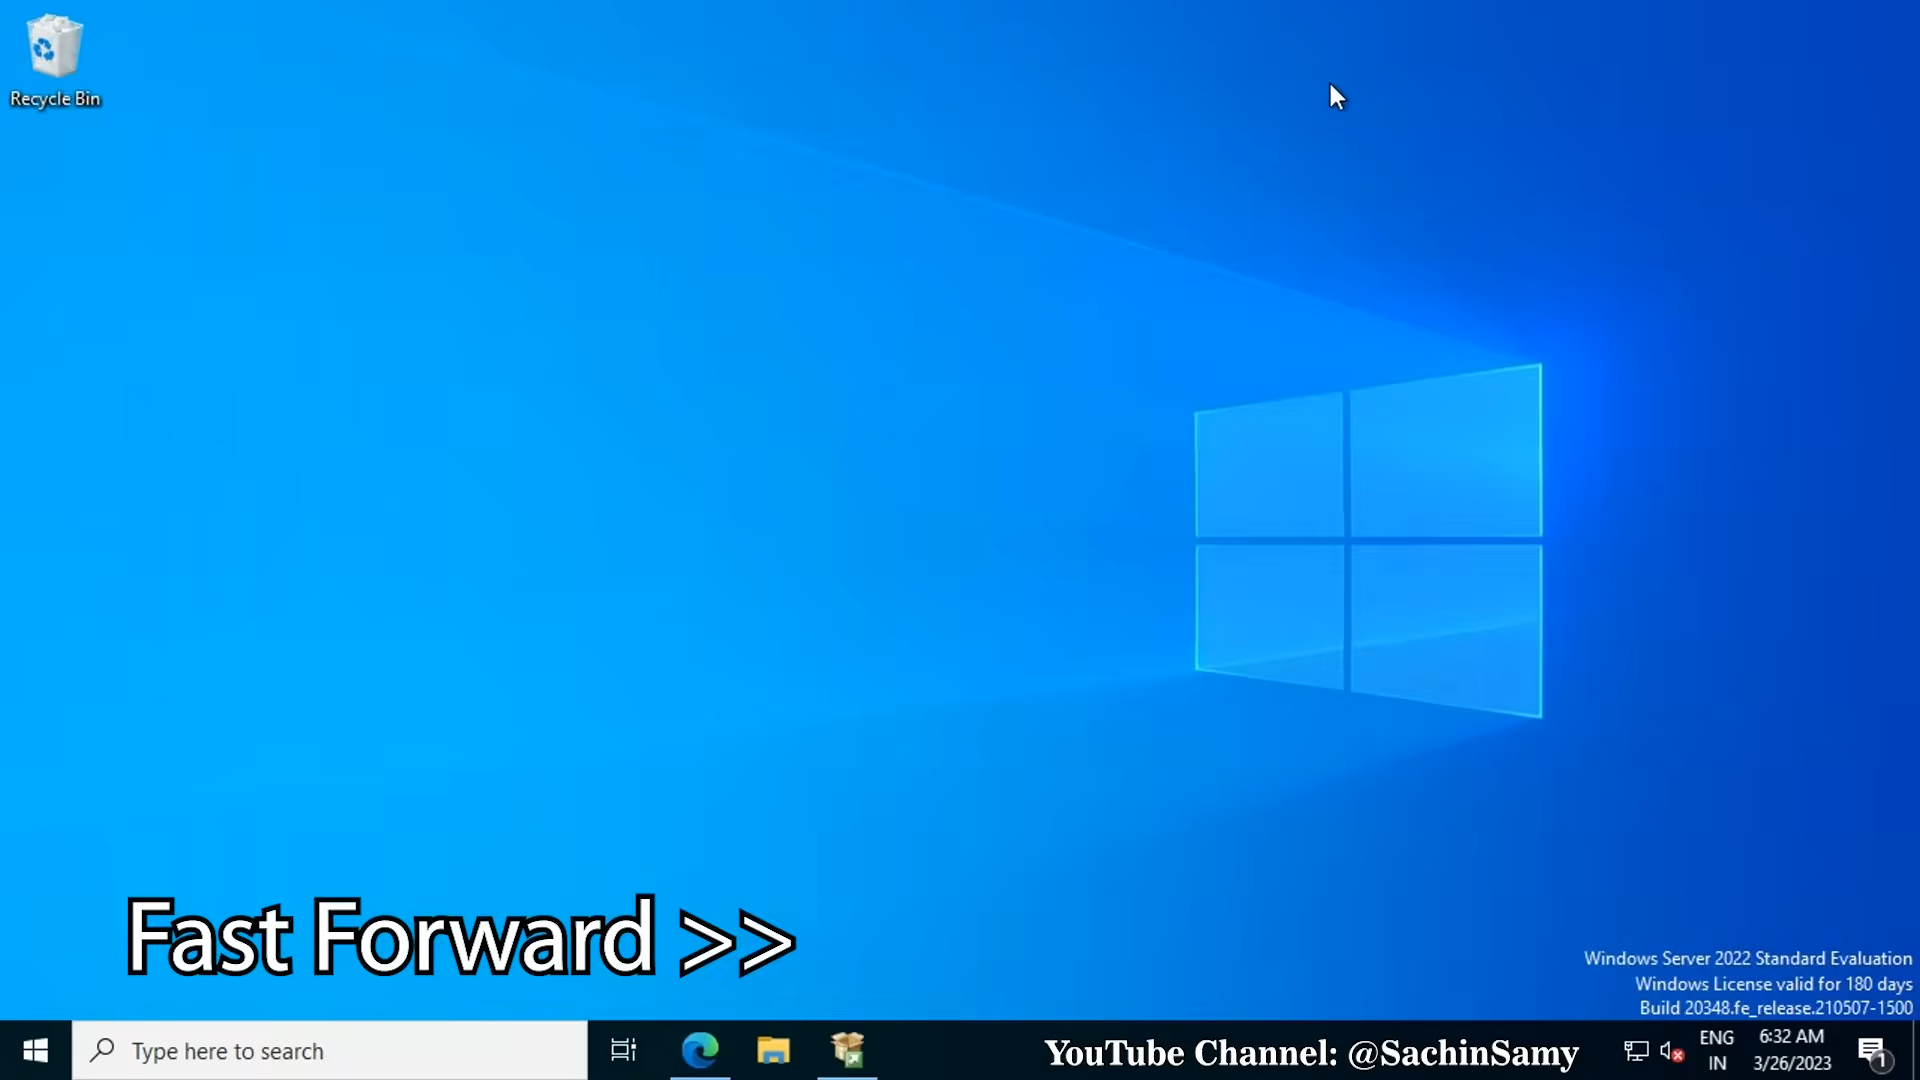 Recycle Bin
Fast Forward >>
Windows Server 2022 Standard Evaluation
Windows License valid for 180 days
Build 20348.fe_release.210507-1500
Type here to search
YouTube Channel: @SachinSamy
ENG
IN
6:32 AM
3/26/2023
1